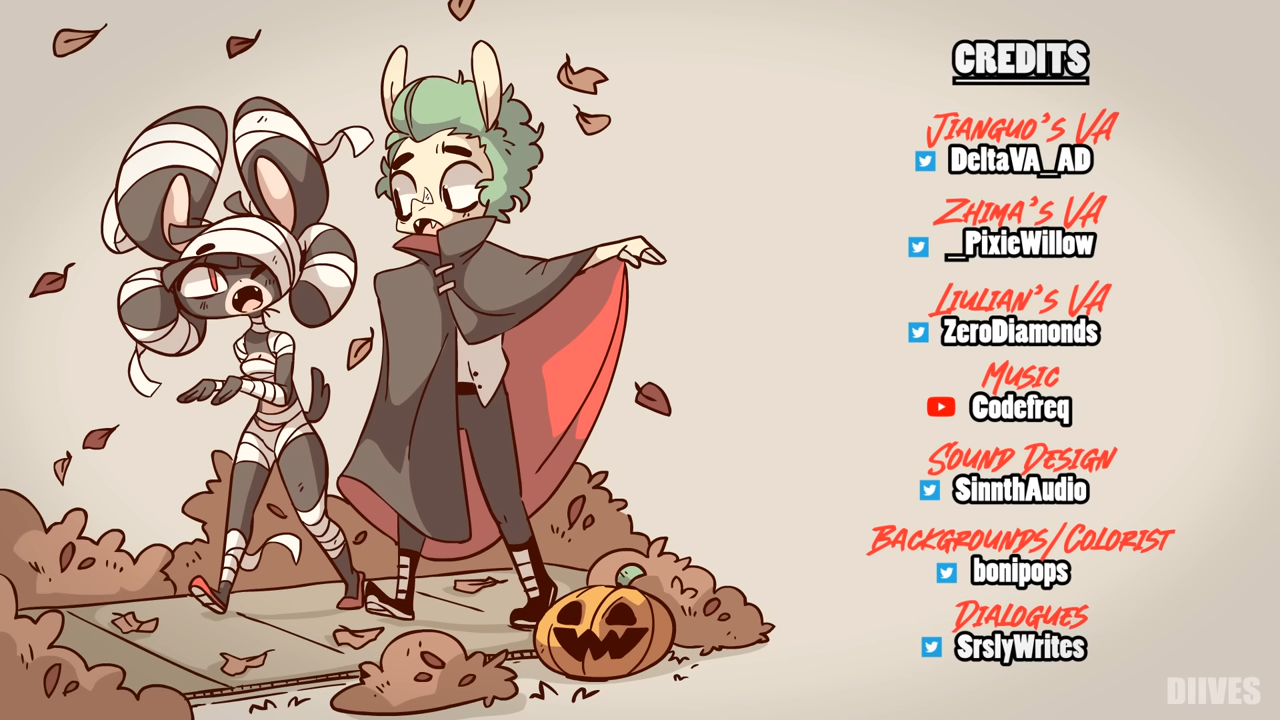 CREDITS
JIANGUO'S VA
DeltaVA_AD
ZHIMA'S VA
_PixieWillow
LIULIAN'S VA
ZeroDiamonds
MUSIC
Codefreq
SOUND DESIGN
SinnthAudio
BACKGROUNDS/COLORIST
bonipops
DIALOGUES
SrslyWrites
DIIVES